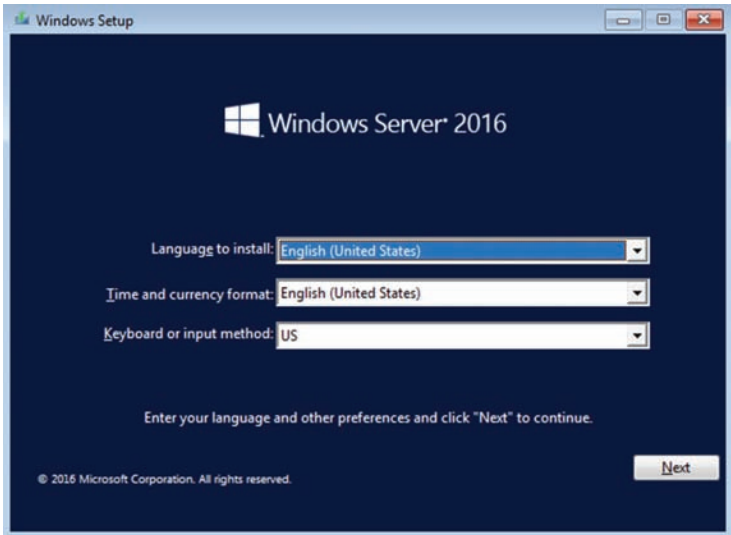 Windows Setup
Windows Server® 2016
Language to install: English (United States)
Time and currency format: English (United States)
Keyboard or input method: US
Enter your language and other preferences and click "Next" to continue.
Next
© 2016 Microsoft Corporation. All rights reserved.